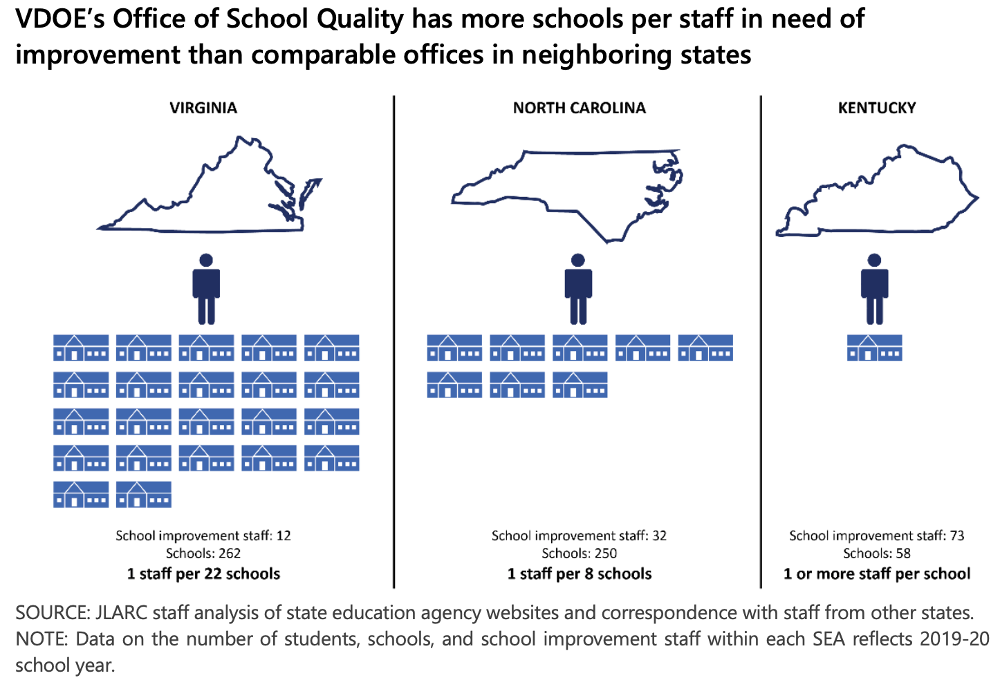 VDOE’s Office of School Quality has more schools per staff in need of
improvement than comparable offices in neighboring states
VIRGINIA
School improvement staff: 12
Schools: 262
1 staff per 22 schools
NORTH CAROLINA
School improvement staff: 32
Schools: 250
1 staff per 8 schools
KENTUCKY
School improvement staff: 73
Schools: 58
1 or more staff per school
SOURCE: JLARC staff analysis of state education agency websites and correspondence with staff from other states.
NOTE: Data on the number of students, schools, and school improvement staff within each SEA reflects 2019-20
school year.